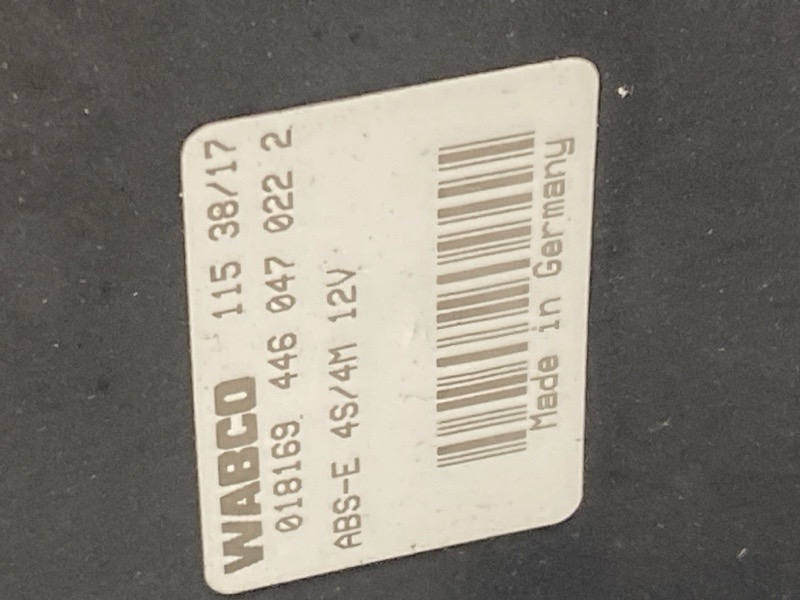 WABCO 115 38/17
018169 446 047 022 2
ABS-E 4S/4M 12V
Made in Germany